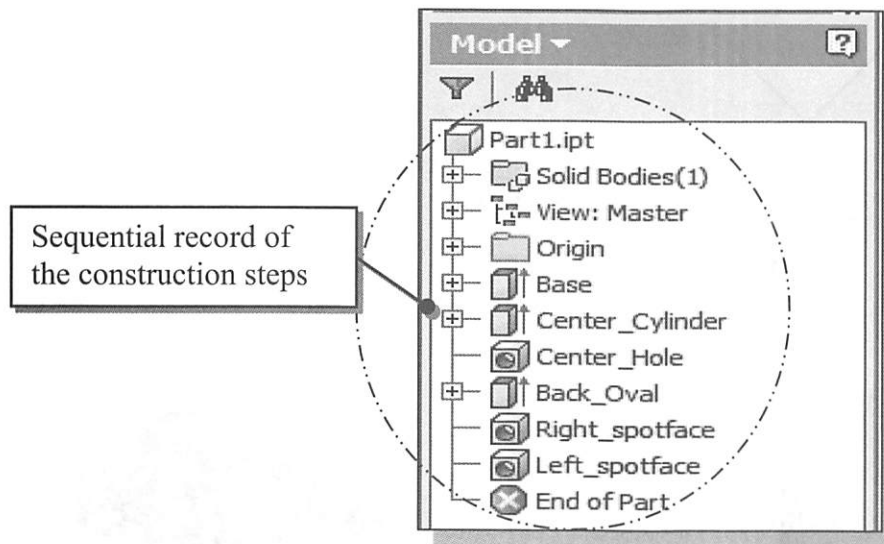 Model
?
Part1.ipt
Solid Bodies(1)
View: Master
Origin
Sequential record of
the construction steps
Base
Center_Cylinder
Center_Hole
Back_Oval
Right_spotface
Left_spotface
End of Part